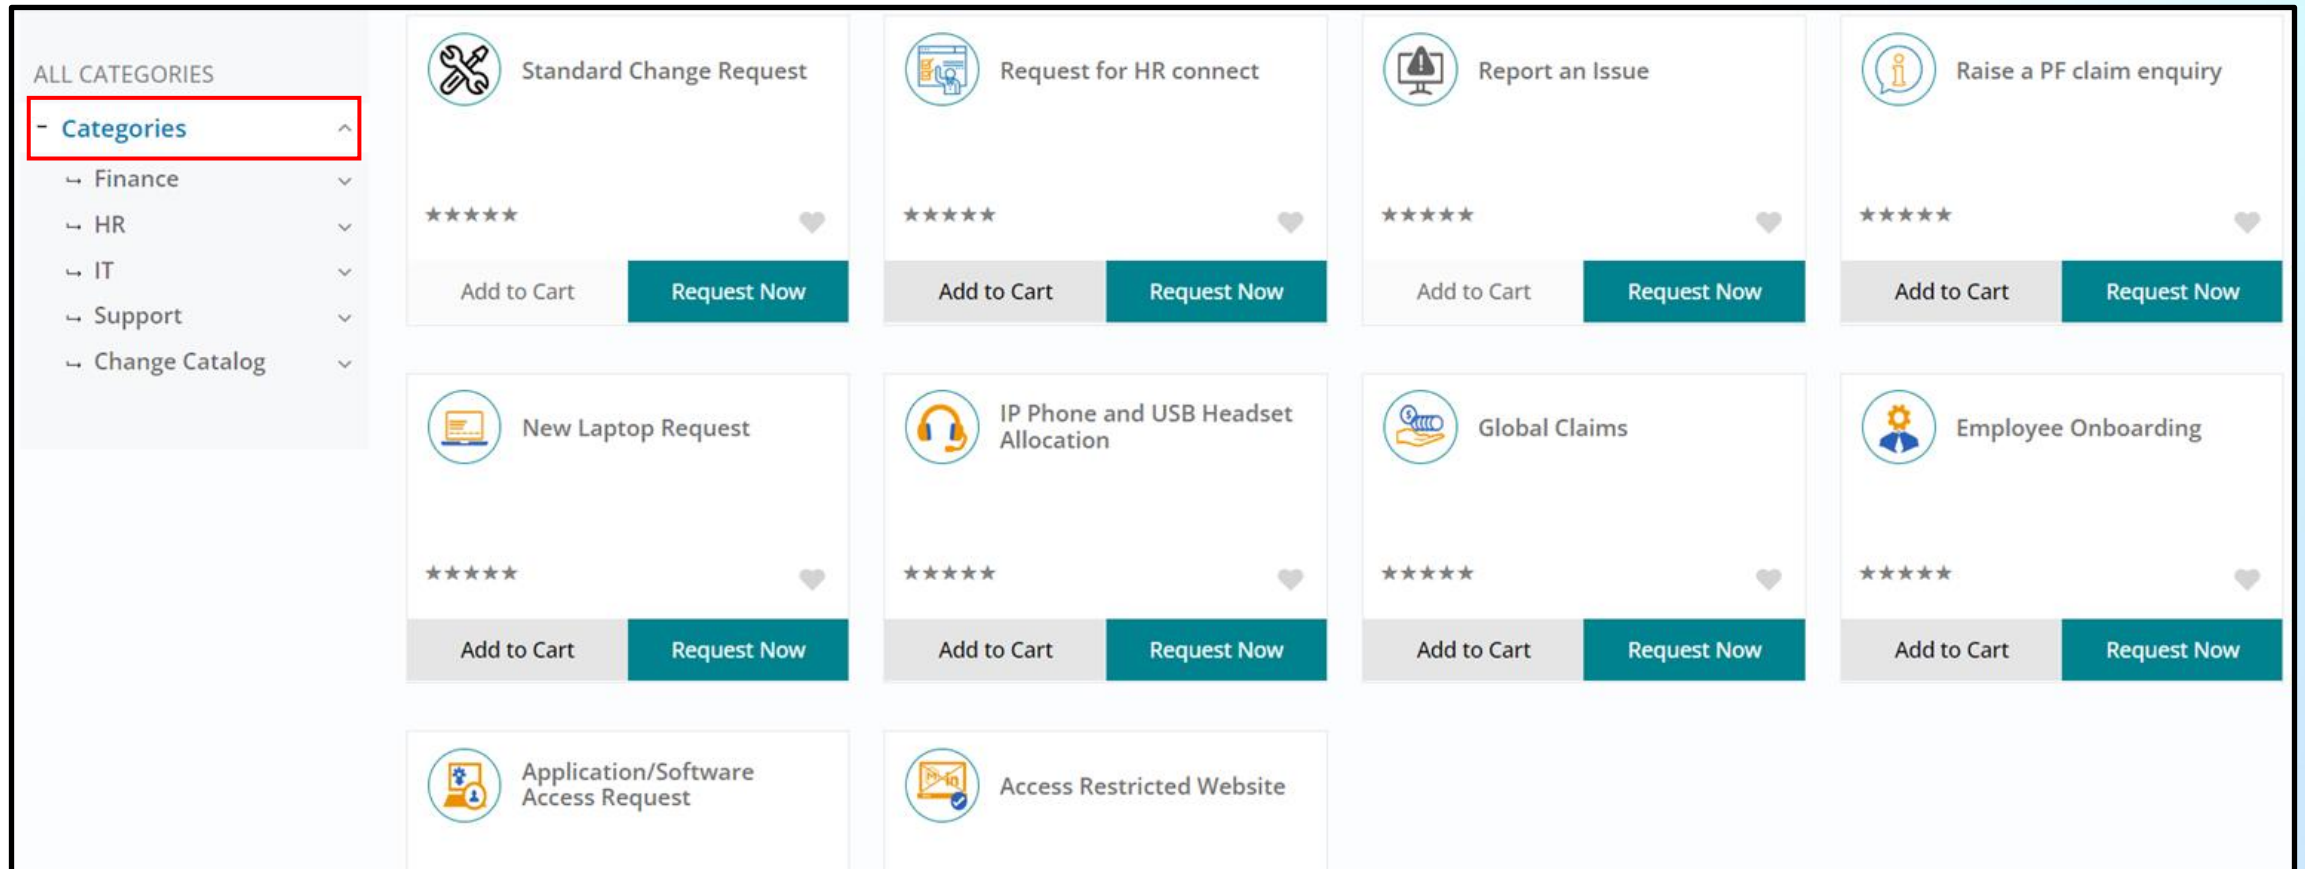 ALL CATEGORIES
- Categories
Finance
HR
IT
Support
Change Catalog
Standard Change Request
Add to Cart
Request Now
Request for HR connect
Add to Cart
Request Now
Report an Issue
Add to Cart
Request Now
Raise a PF claim enquiry
Add to Cart
Request Now
New Laptop Request
Add to Cart
Request Now
IP Phone and USB Headset
Allocation
Add to Cart
Request Now
Global Claims
Add to Cart
Request Now
Employee Onboarding
Add to Cart
Request Now
Application/Software
Access Request
Access Restricted Website